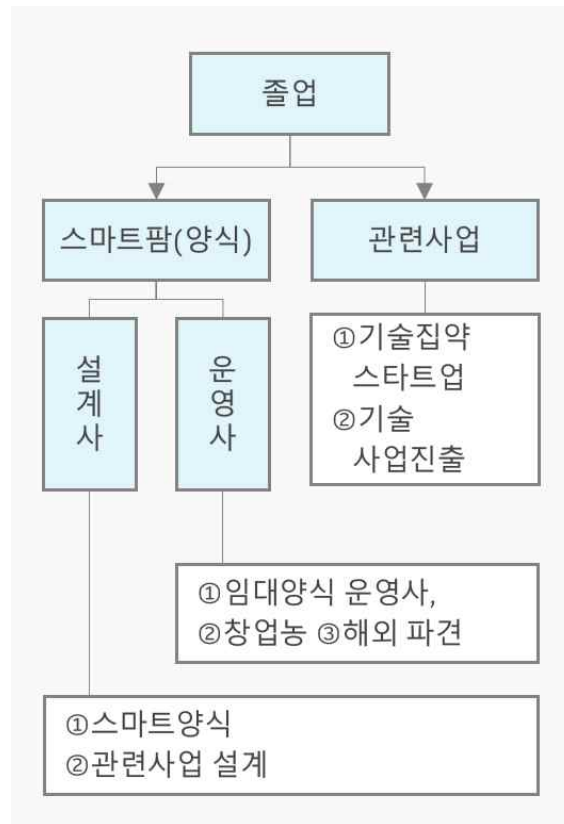 졸업
스마트팜(양식)
관련사업
설계사
운영사
①기술집약
스타트업
②기술
사업진출
①임대양식 운영사,
②창업농 ③해외 파견
①스마트양식
②관련사업 설계